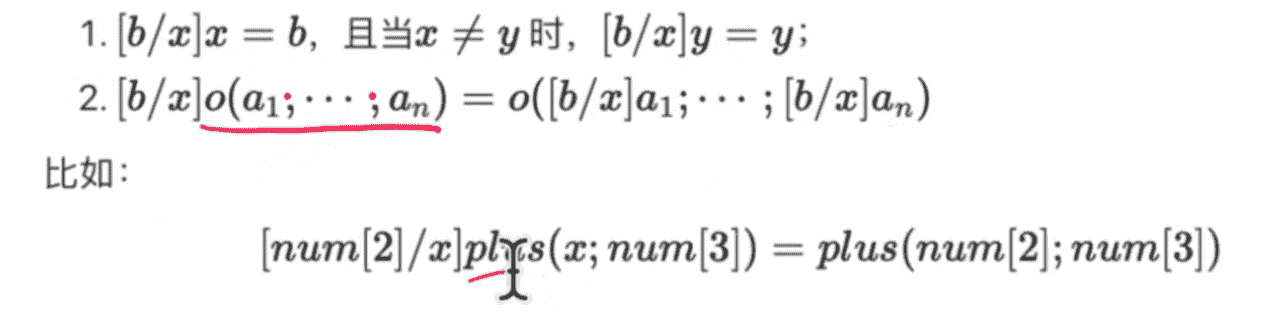 1. [b/x]x = b，且当x ≠ y 时，[b/x]y = y；
2. [b/x]o(a₁; ⋯ ; aₙ) = o([b/x]a₁; ⋯ ; [b/x]aₙ)
比如：
[num[2]/x]plus(x; num[3]) = plus(num[2]; num[3])